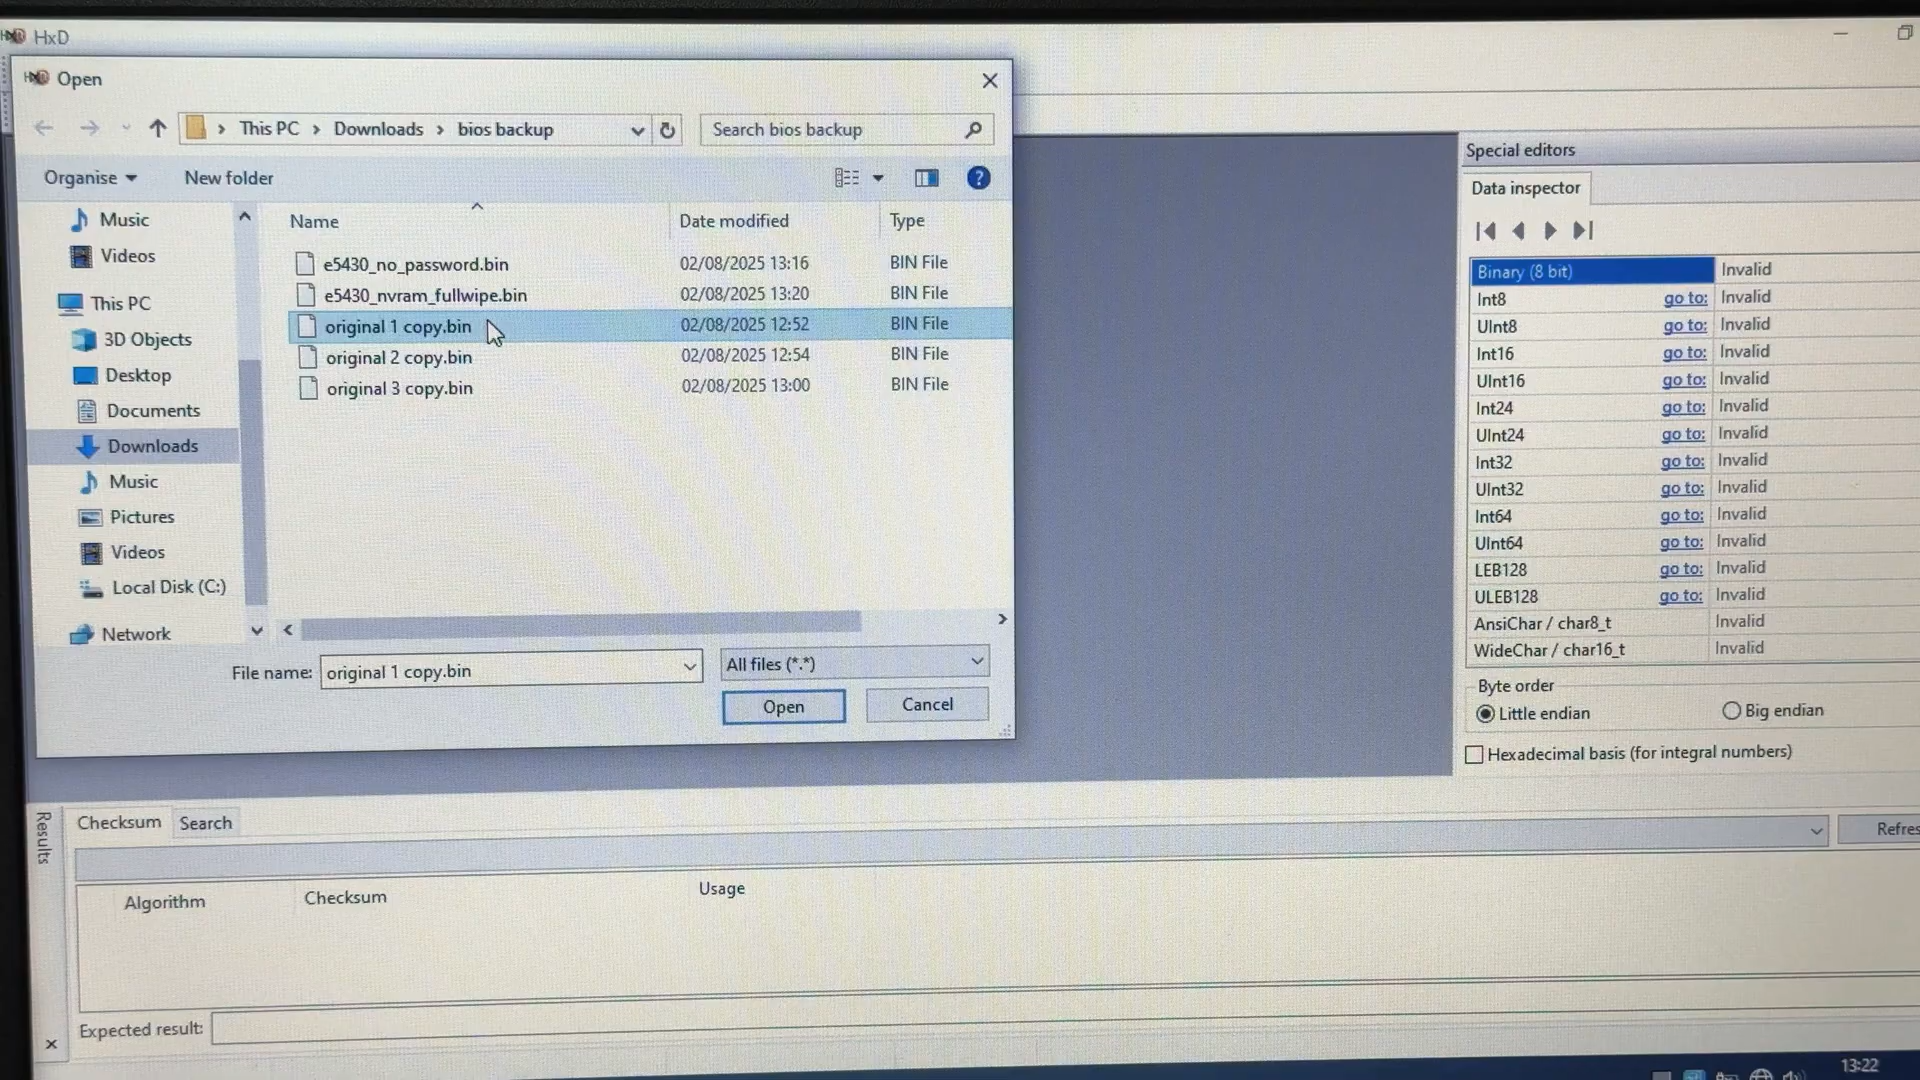 HxD
Open
This PC > Downloads > bios backup
Search bios backup
Organise
New folder
?
Music
Videos
This PC
3D Objects
Desktop
Documents
Downloads
Music
Pictures
Videos
Local Disk (C:)
Network
Name Date modified Type
e5430_no_password.bin 02/08/2025 13:16 BIN File
e5430_nvram_fullwipe.bin 02/08/2025 13:20 BIN File
original 1 copy.bin 02/08/2025 12:52 BIN File
original 2 copy.bin 02/08/2025 12:54 BIN File
original 3 copy.bin 02/08/2025 13:00 BIN File
File name: original 1 copy.bin
All files (*.*)
Open Cancel
Special editors
Data inspector
Binary (8 bit) Invalid
Int8 go to: Invalid
UInt8 go to: Invalid
Int16 go to: Invalid
UInt16 go to: Invalid
Int24 go to: Invalid
UInt24 go to: Invalid
Int32 go to: Invalid
UInt32 go to: Invalid
Int64 go to: Invalid
UInt64 go to: Invalid
LEB128 go to: Invalid
ULEB128 go to: Invalid
AnsiChar / char8_t Invalid
WideChar / char16_t Invalid
Byte order
Little endian Big endian
Hexadecimal basis (for integral numbers)
Results
Checksum Search
Refres
Algorithm Checksum Usage
Expected result:
13:22